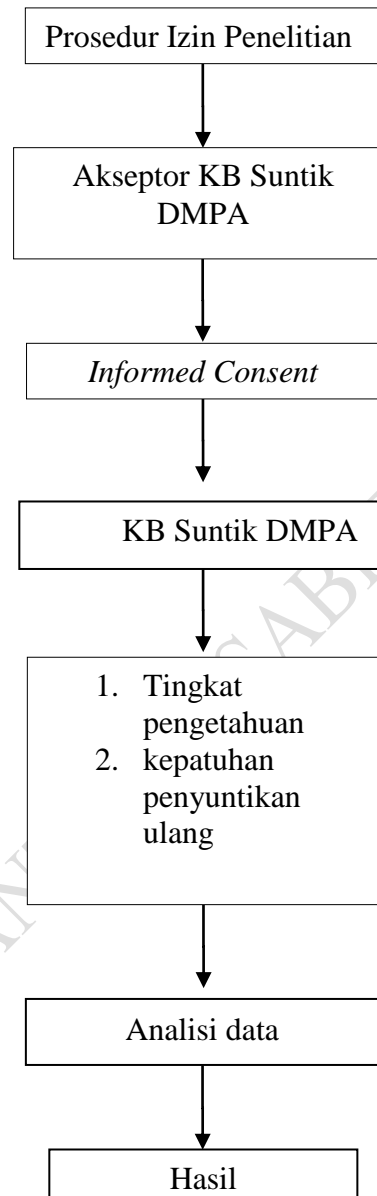 Prosedur Izin Penelitian
Akseptor KB Suntik
DMPA
Informed Consent
KB Suntik DMPA
1. Tingkat
pengetahuan
2. kepatuhan
penyuntikan
ulang
Analisi data
Hasil